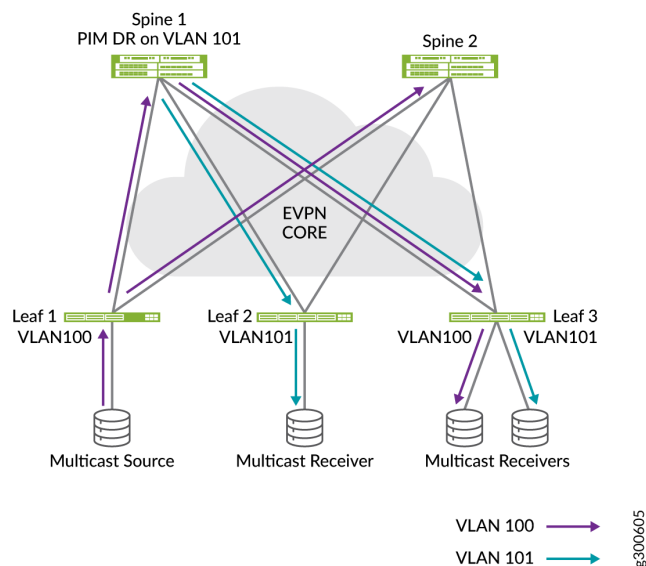 Spine 1
PIM DR on VLAN 101
Spine 2
EVPN
CORE
Leaf 1
VLAN100
Leaf 2
VLAN101
Leaf 3
VLAN100
VLAN101
Multicast Source
Multicast Receiver
Multicast Receivers
VLAN 100
VLAN 101
g300605